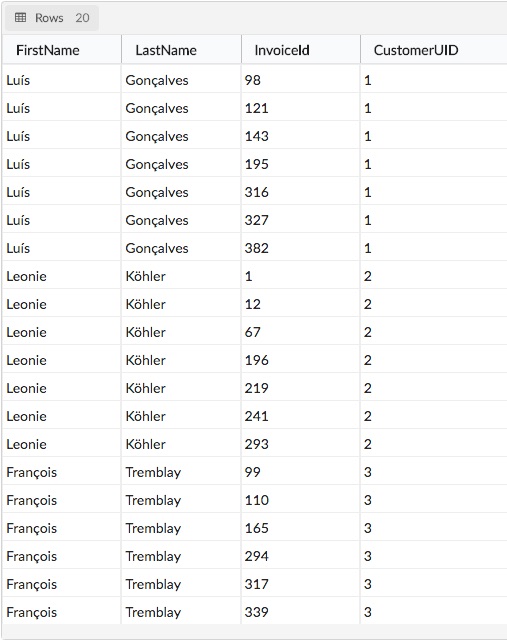 Rows 20
FirstName LastName InvoiceId CustomerUID
Luís Gonçalves 98 1
Luís Gonçalves 121 1
Luís Gonçalves 143 1
Luís Gonçalves 195 1
Luís Gonçalves 316 1
Luís Gonçalves 327 1
Luís Gonçalves 382 1
Leonie Köhler 1 2
Leonie Köhler 12 2
Leonie Köhler 67 2
Leonie Köhler 196 2
Leonie Köhler 219 2
Leonie Köhler 241 2
Leonie Köhler 293 2
François Tremblay 99 3
François Tremblay 110 3
François Tremblay 165 3
François Tremblay 294 3
François Tremblay 317 3
François Tremblay 339 3